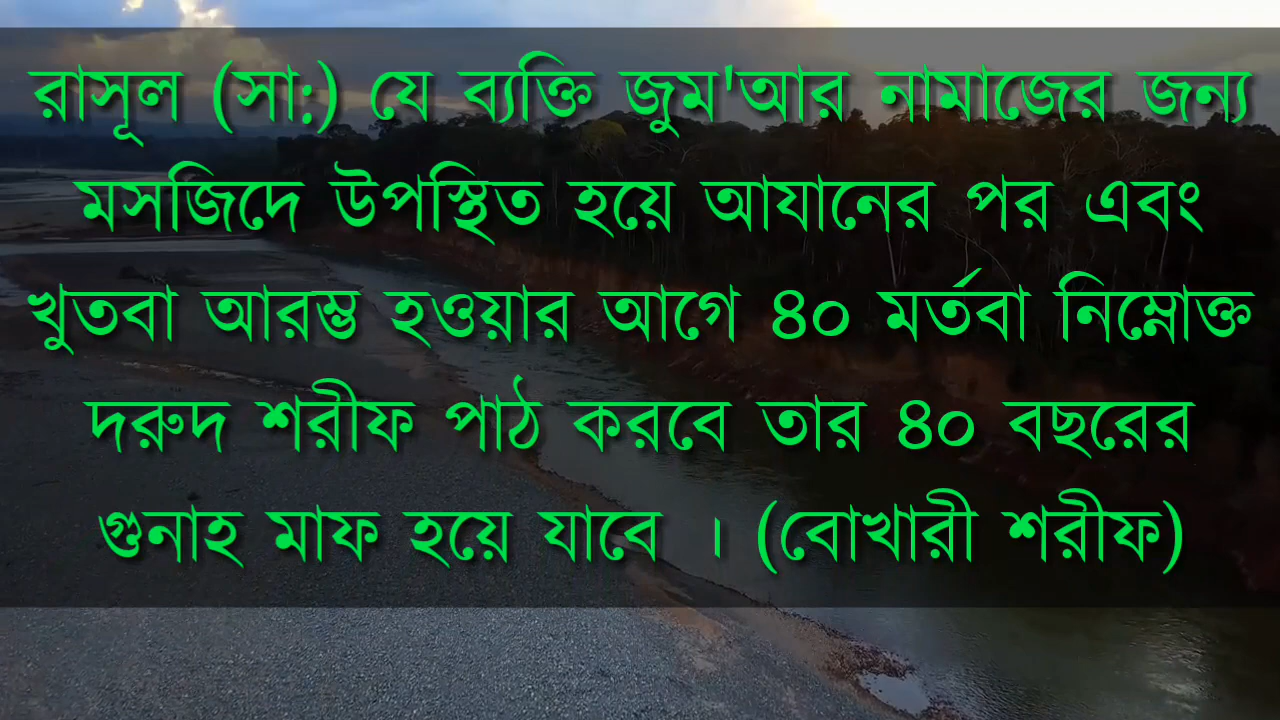 রাসূল (সা:) যে ব্যক্তি জুম'আর নামাজের জন্য
মসজিদে উপস্থিত হয়ে আযানের পর এবং
খুতবা আরম্ভ হওয়ার আগে ৪০ মর্তবা নিম্নোক্ত
দরুদ শরীফ পাঠ করবে তার ৪০ বছরের
গুনাহ মাফ হয়ে যাবে । (বোখারী শরীফ)